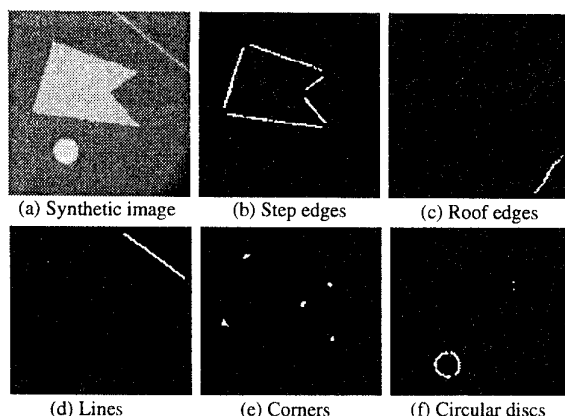 (a) Synthetic image
(b) Step edges
(c) Roof edges
(d) Lines
(e) Corners
(f) Circular discs